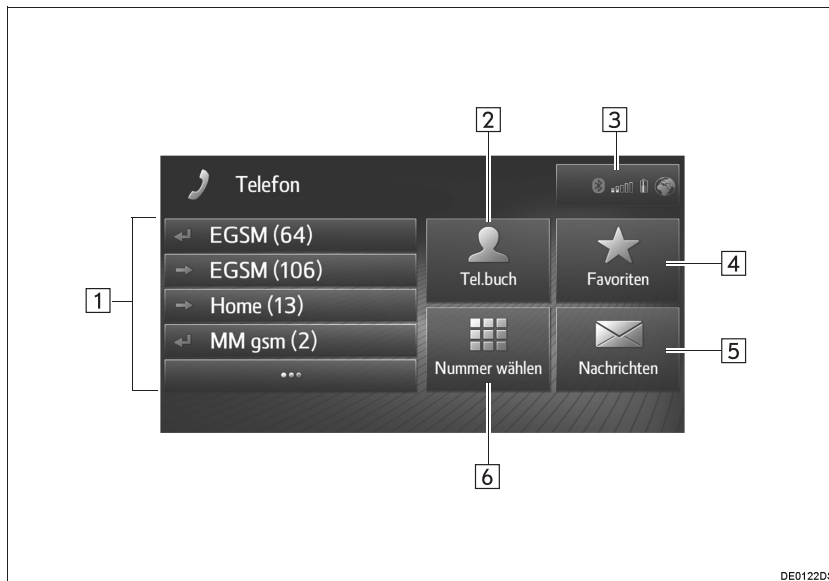 2
3
Telefon
EGSM (64)
EGSM (106)
Home (13)
MM gsm (2)
...
1
Tel.buch
Favoriten
4
Nummer wählen
Nachrichten
5
6